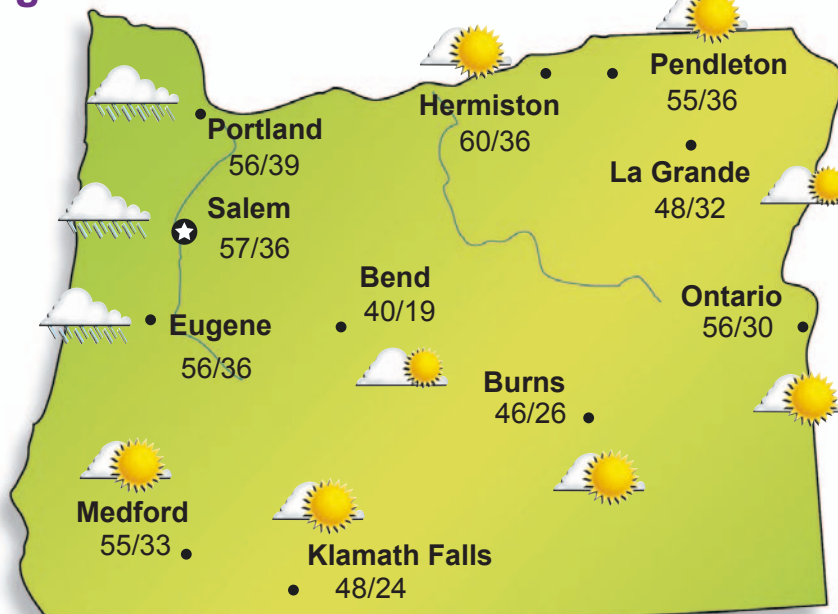 g
Pendleton
55/36
Hermiston
60/36
Portland
56/39
La Grande
48/32
Salem
57/36
Bend
40/19
Ontario
56/30
Eugene
56/36
Burns
46/26
Medford
55/33
Klamath Falls
48/24